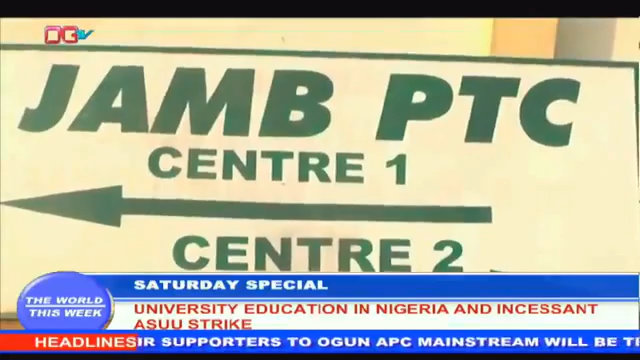 JAMB PTC
CENTRE 1
CENTRE 2
SATURDAY SPECIAL
THE WORLD
THIS WEEK
UNIVERSITY EDUCATION IN NIGERIA AND INCESSANT
ASUU STRIKE
HEADLINES
IR SUPPORTERS TO OGUN APC MAINSTREAM WILL BE T